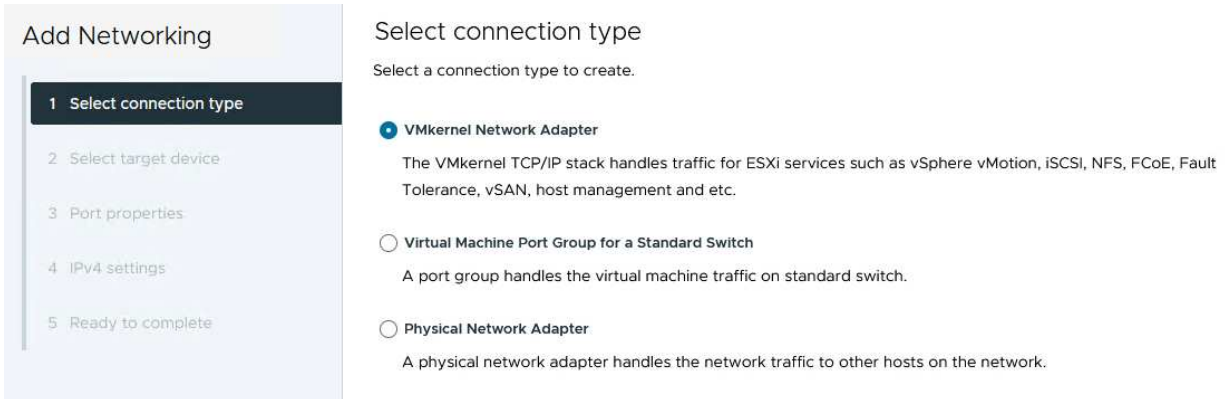 Add Networking
1 Select connection type
2 Select target device
3 Port properties
4 IPv4 settings
5 Ready to complete
Select connection type
Select a connection type to create.
VMkernel Network Adapter
The VMkernel TCP/IP stack handles traffic for ESXi services such as vSphere vMotion, iSCSI, NFS, FCoE, Fault
Tolerance, vSAN, host management and etc.
Virtual Machine Port Group for a Standard Switch
A port group handles the virtual machine traffic on standard switch.
Physical Network Adapter
A physical network adapter handles the network traffic to other hosts on the network.